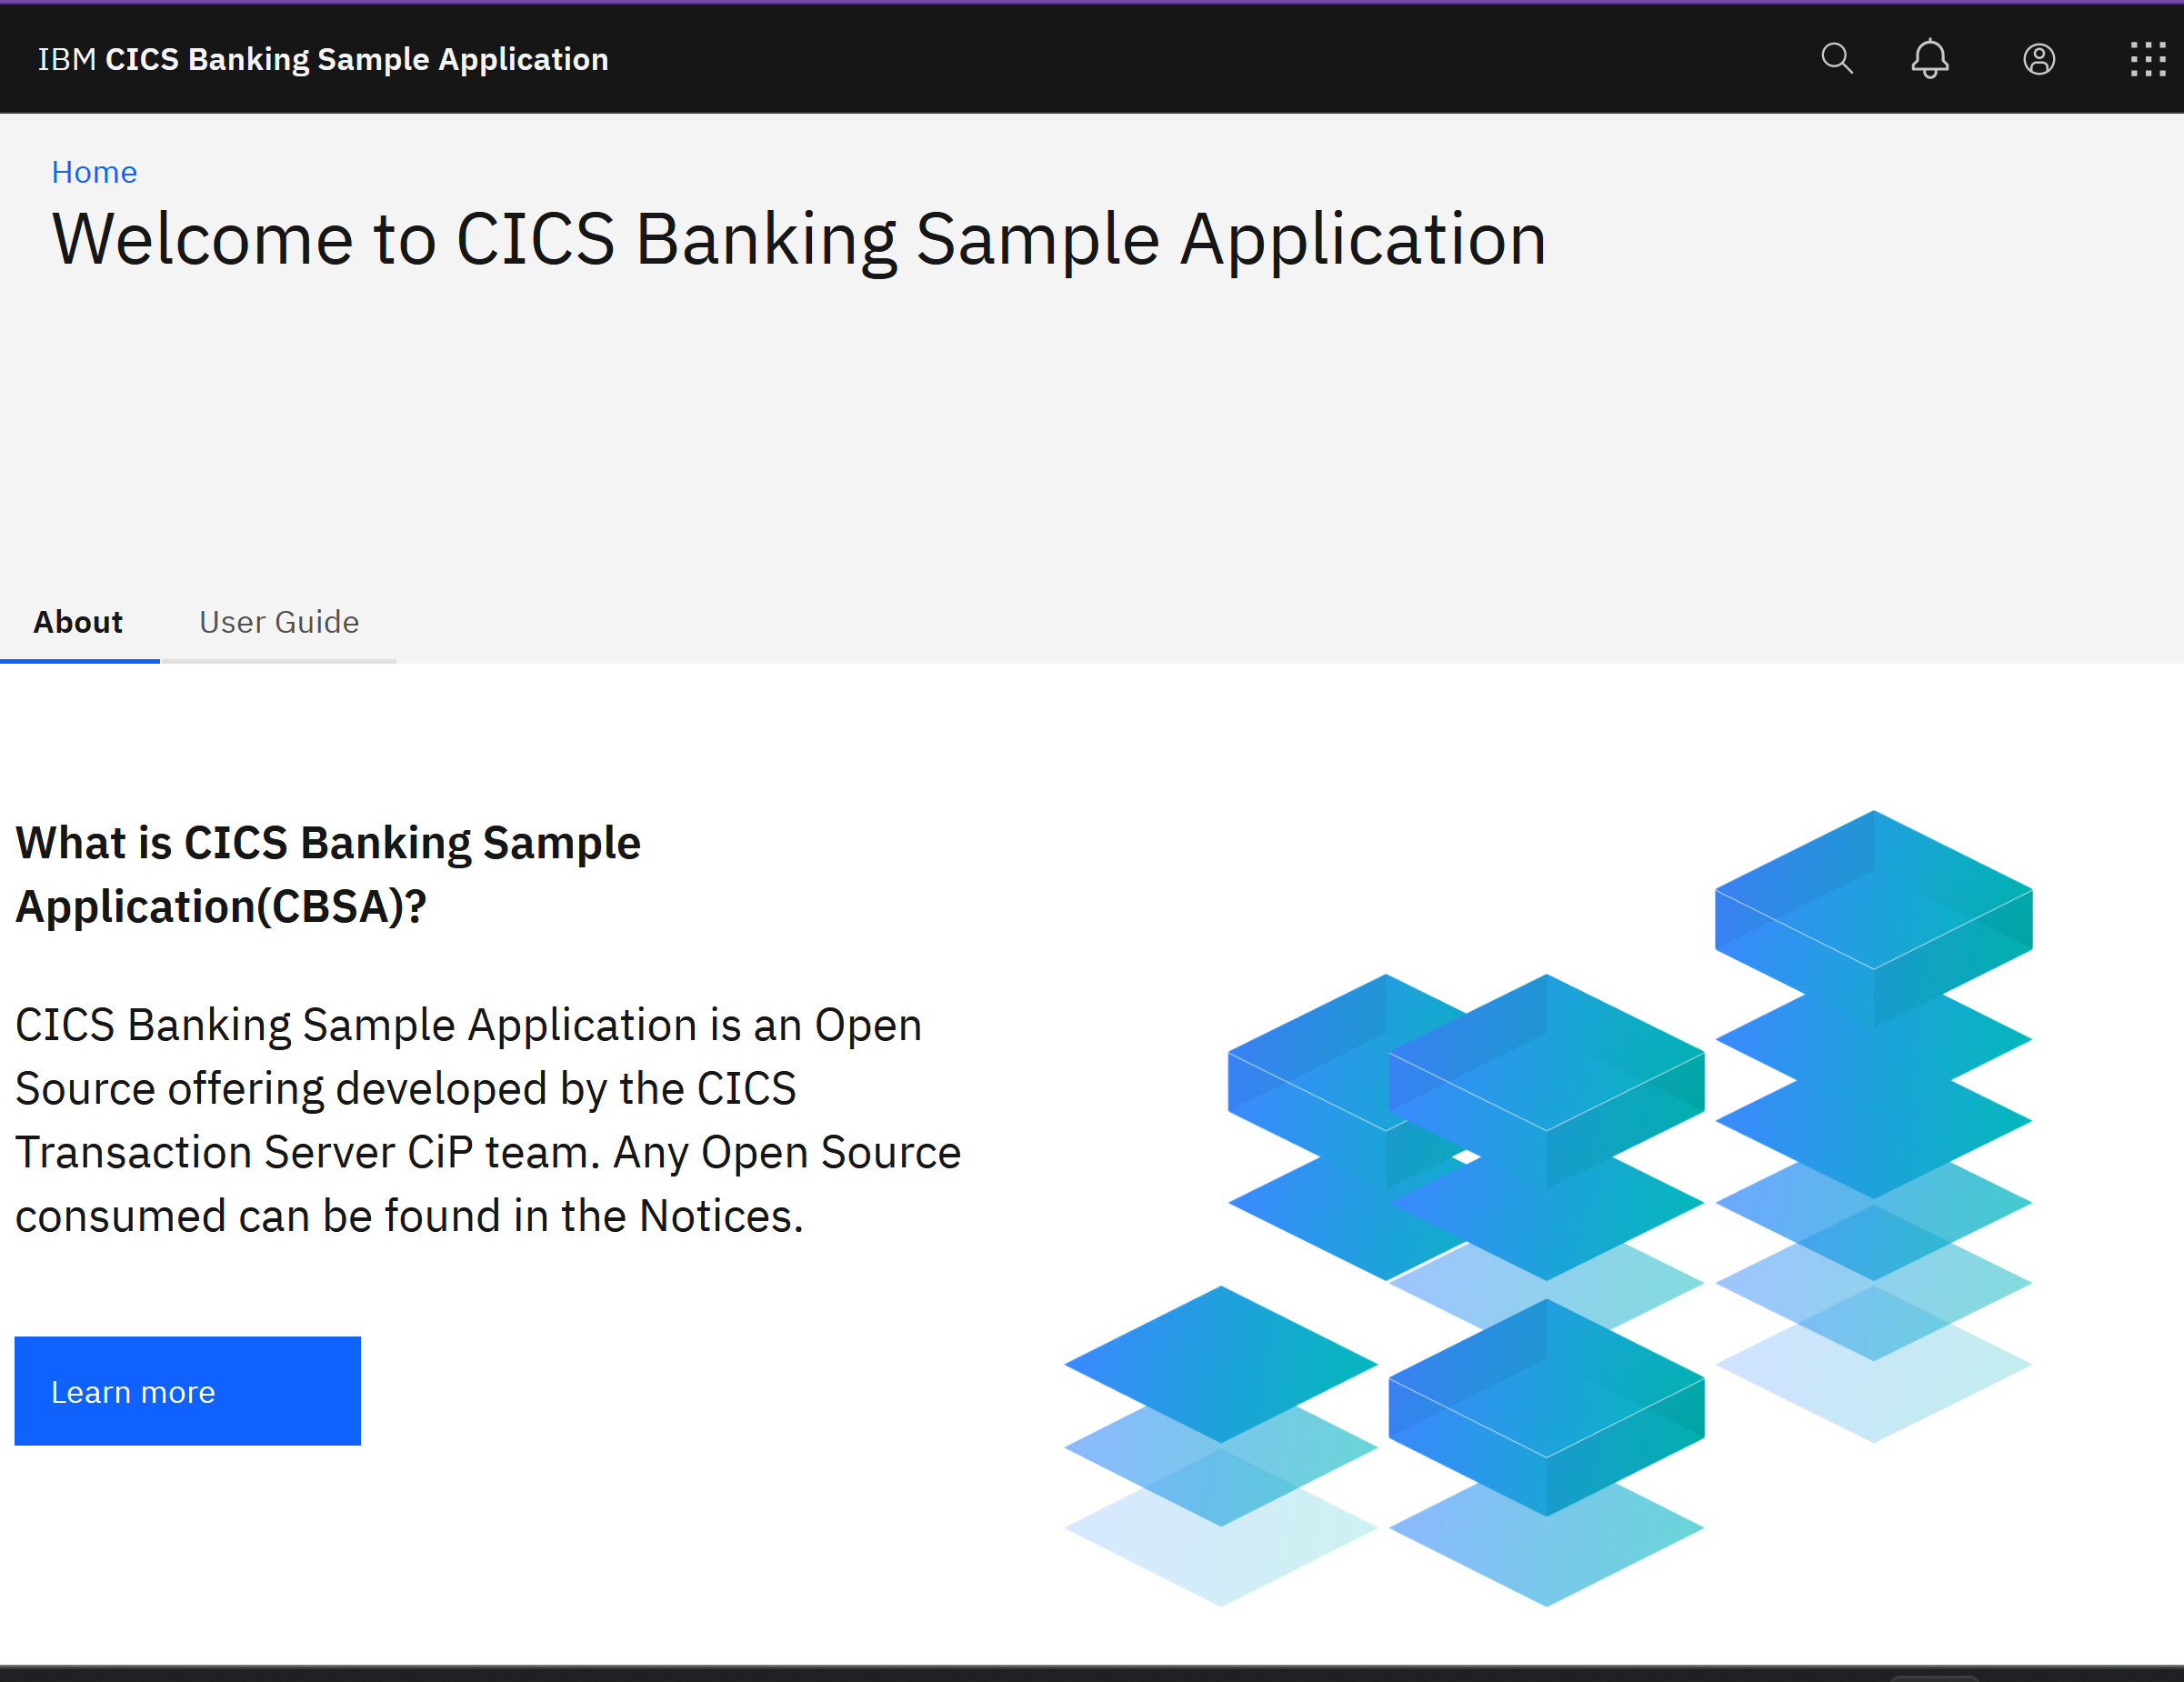 IBM CICS Banking Sample Application
Home
Welcome to CICS Banking Sample Application
About
User Guide
What is CICS Banking Sample
Application(CBSA)?
CICS Banking Sample Application is an Open
Source offering developed by the CICS
Transaction Server CiP team. Any Open Source
consumed can be found in the Notices.
Learn more